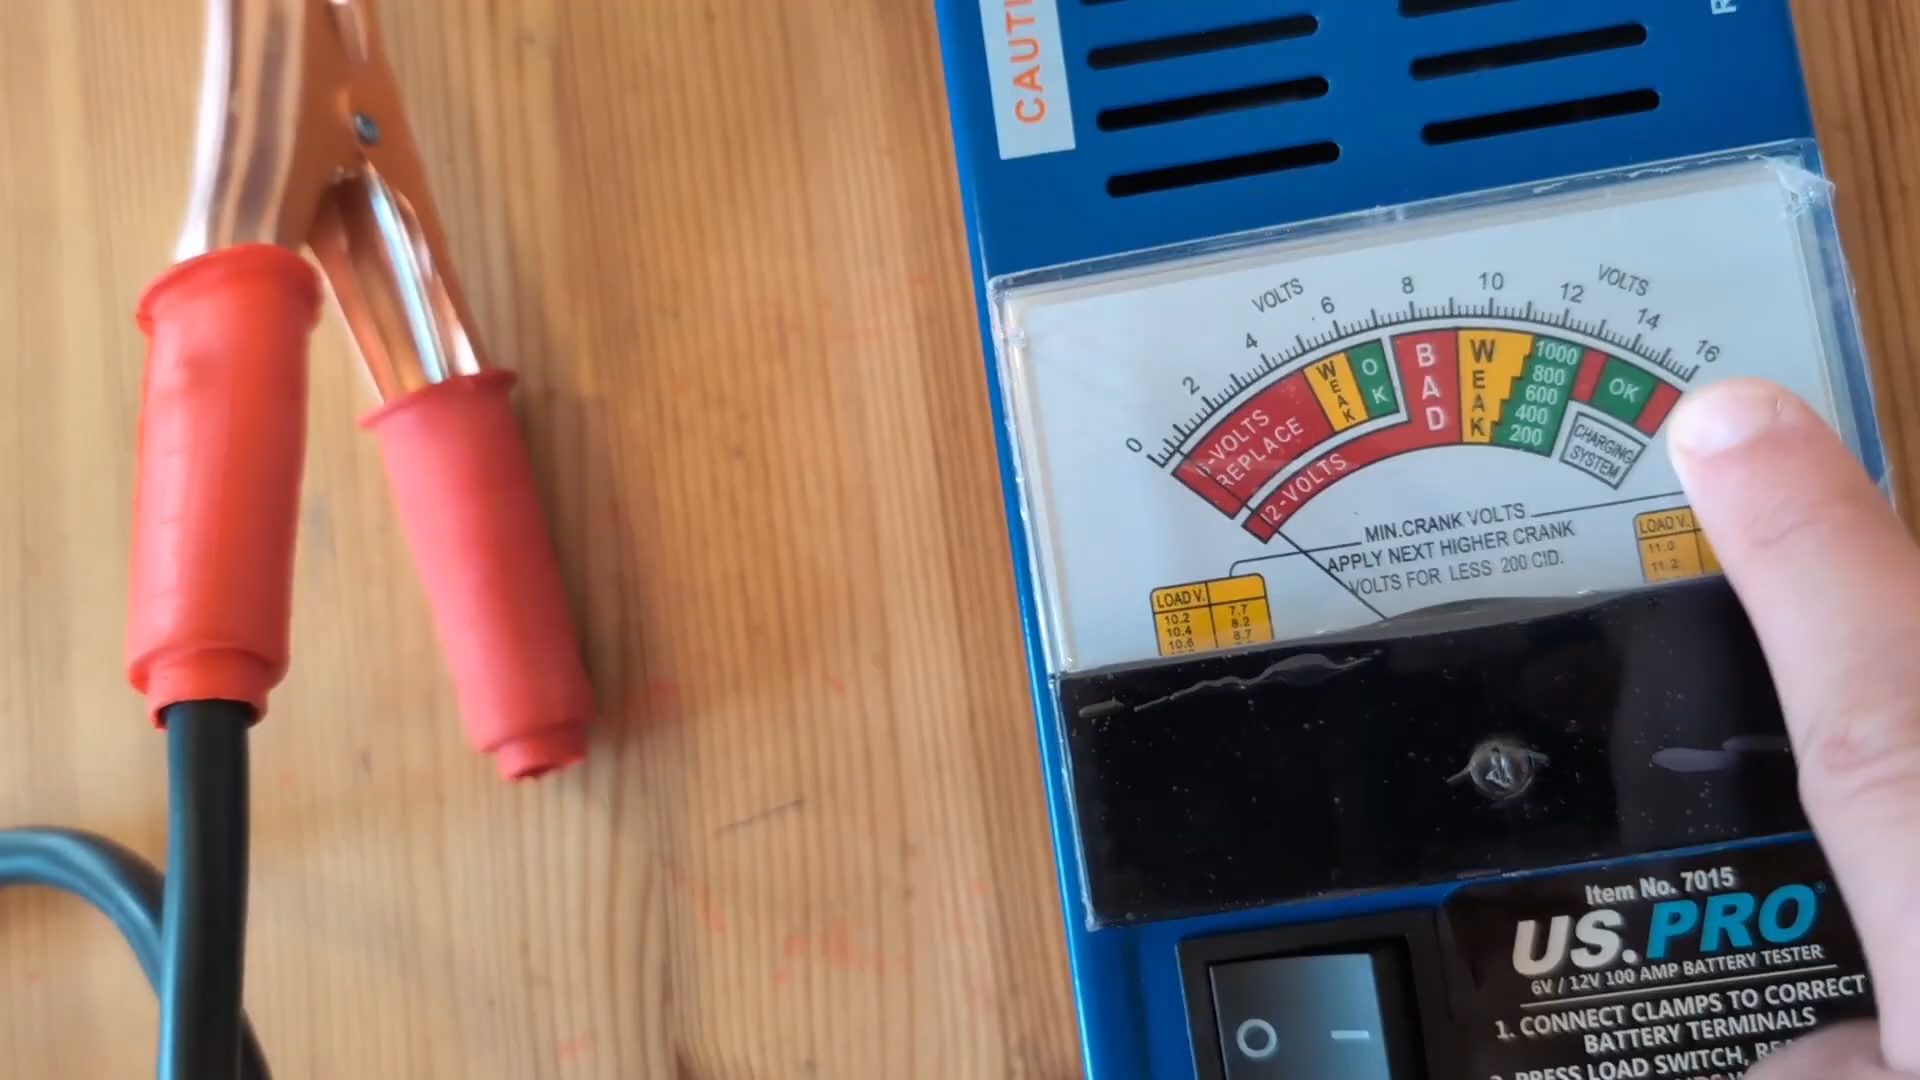 CAUTI
R
VOLTS
VOLTS
0 2 4 6 8 10 12 14 16
6-VOLTS
REPLACE
WEAK
OK
12-VOLTS
BAD
WEAK
1000
800
600
400
200
OK
CHARGING
SYSTEM
MIN.CRANK VOLTS
APPLY NEXT HIGHER CRANK
VOLTS FOR LESS 200 CID.
LOAD V.
10.2 7.7
10.4 8.2
10.6 8.7
LOAD V.
11.0
11.2
Item No. 7015
US.PRO®
6V / 12V 100 AMP BATTERY TESTER
1. CONNECT CLAMPS TO CORRECT
BATTERY TERMINALS
PRESS LOAD SWITCH,